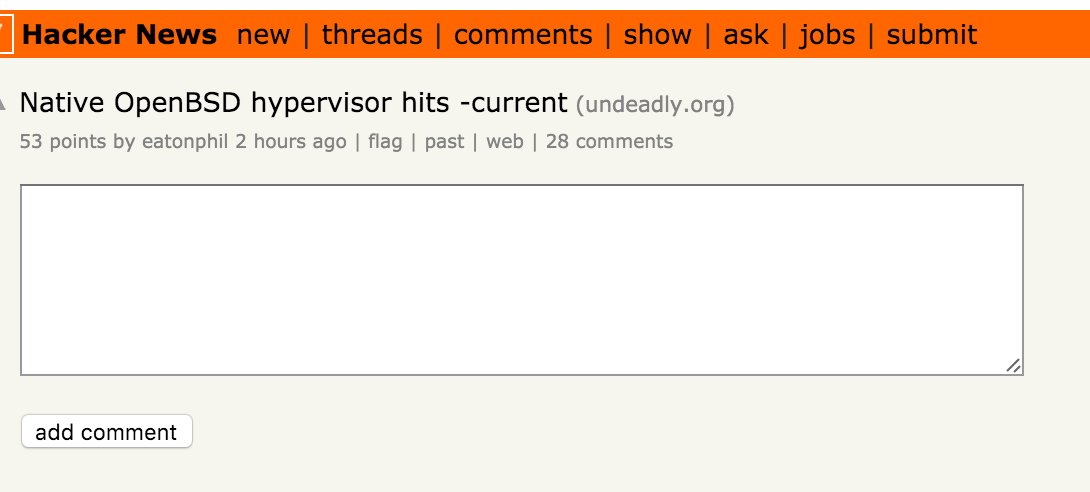 Hacker News new | threads | comments | show | ask | jobs | submit
Native OpenBSD hypervisor hits -current (undeadly.org)
53 points by eatonphil 2 hours ago | flag | past | web | 28 comments
add comment